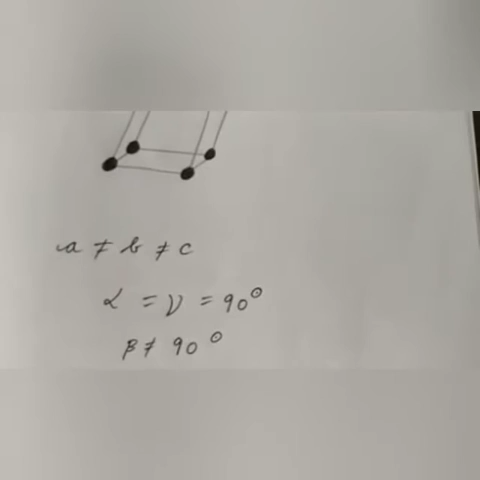 a ≠ b ≠ c
α = γ = 90°
β ≠ 90°